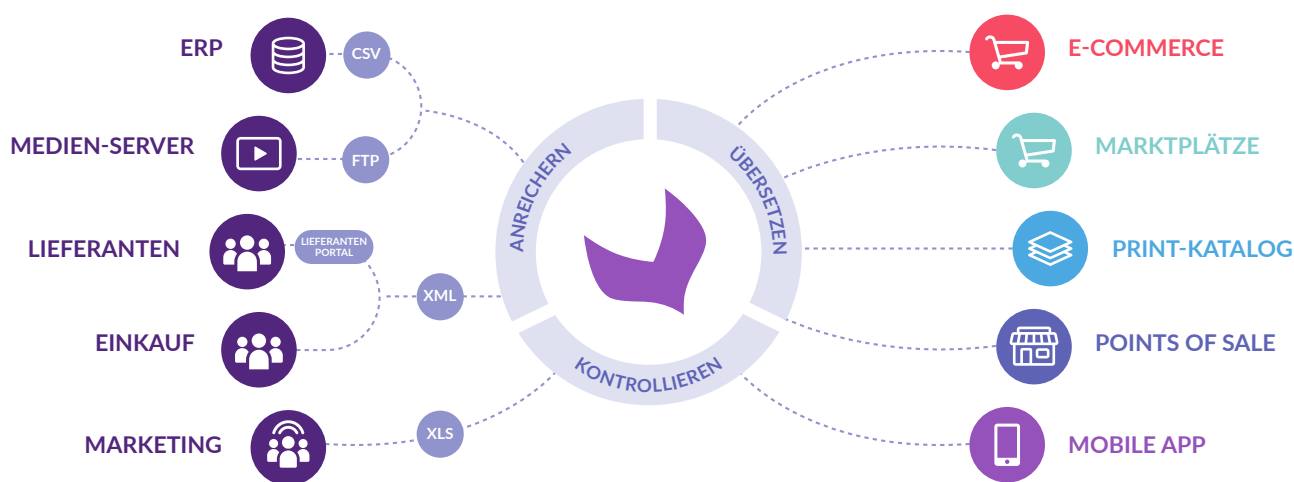 ERP
CSV
MEDIEN-SERVER
FTP
LIEFERANTEN
LIEFERANTEN
PORTAL
XML
EINKAUF
MARKETING
XLS
ANREICHERN
ÜBERSETZEN
KONTROLLIEREN
E-COMMERCE
MARKTPLÄTZE
PRINT-KATALOG
POINTS OF SALE
MOBILE APP